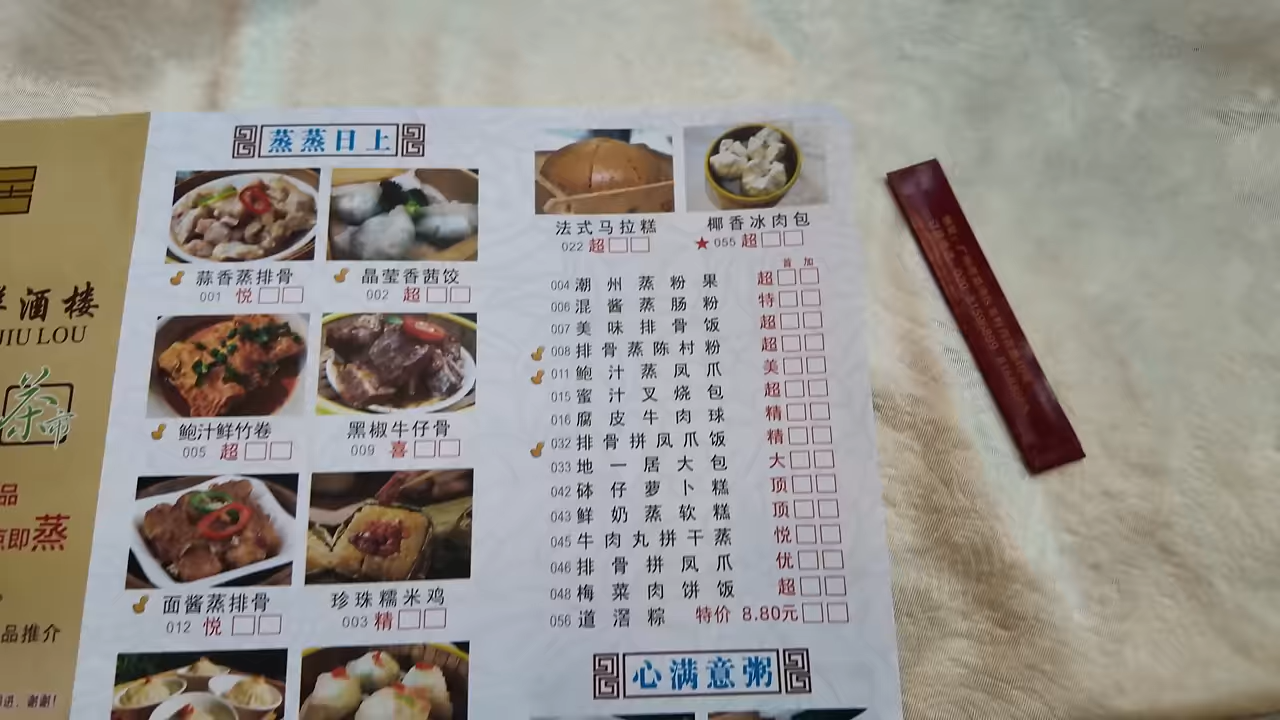 酒楼
JIU LOU
茶市
品
即蒸
品推介
谢谢!
蒸蒸日上
蒜香蒸排骨
001 悦
晶莹香茜饺
002 超
鲍汁鲜竹卷
005 超
黑椒牛仔骨
009 喜
面酱蒸排骨
012 悦
珍珠糯米鸡
003 精
法式马拉糕
022 超
椰香冰肉包
★ 055 超
首 加
004 潮州蒸粉果 超
006 混酱蒸肠粉 特
007 美味排骨饭 超
008 排骨蒸陈村粉 超
011 鲍汁蒸凤爪 美
015 蜜汁叉烧包 超
016 腐皮牛肉球 精
032 排骨拼凤爪饭 精
033 地一居大包 大
042 砵仔萝卜糕 顶
043 鲜奶蒸软糕 顶
045 牛肉丸拼干蒸 悦
046 排骨拼凤爪 优
048 梅菜肉饼饭 超
056 道滘粽 特价 8.80元
心满意粥